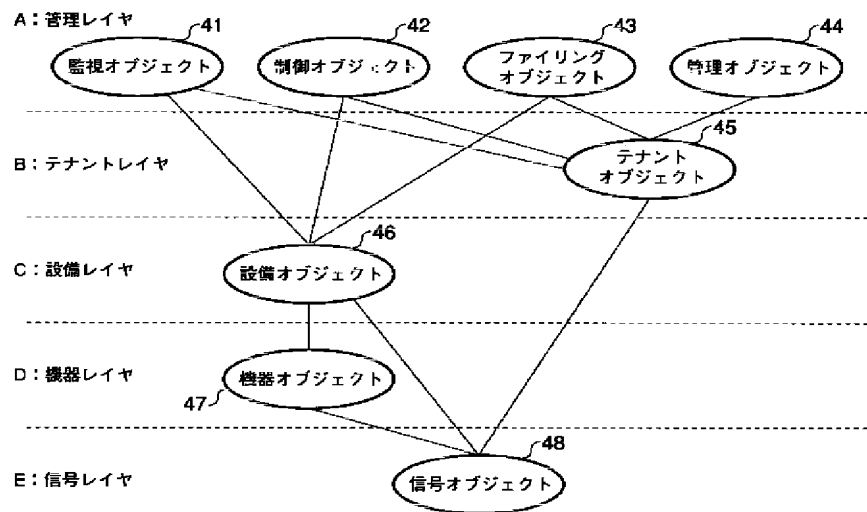 A：管理レイヤ
41
42
43
44
監視オブジェクト
制御オブジェクト
ファイリング
オブジェクト
管理オブジェクト
45
B：テナントレイヤ
テナント
オブジェクト
46
C：設備レイヤ
設備オブジェクト
D：機器レイヤ
機器オブジェクト
47
48
E：信号レイヤ
信号オブジェクト